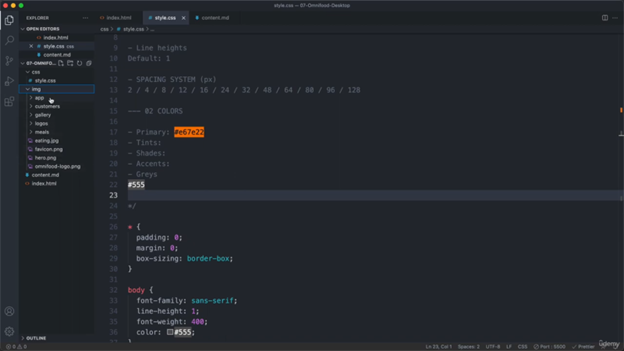 style.css — 07-Omnifood-Desktop
EXPLORER
index.html
style.css
content.md
OPEN EDITORS
index.html
style.css
content.md
css > # style.css > ...
css
style.css
img
app
customers
gallery
logos
meals
eating.jpg
favicon.png
hero.png
omnifood-logo.png
content.md
index.html
OUTLINE
8
9 - Line heights
10 Default: 1
11
12 - SPACING SYSTEM (px)
13 2 / 4 / 8 / 12 / 16 / 24 / 32 / 48 / 64 / 80 / 96 / 128
14
15 --- 02 COLORS
16
17 - Primary: #e67e22
18 - Tints:
19 - Shades:
20 - Accents:
21 - Greys
22 #555
23
24 */
25
26 * {
27 padding: 0;
28 margin: 0;
29 box-sizing: border-box;
30 }
31
32 body {
33 font-family: sans-serif;
34 line-height: 1;
35 font-weight: 400;
36 color: #555;
0 0
Ln 23, Col 1
Spaces: 2
UTF-8
LF
CSS
Port : 5500
Prettier
Udemy